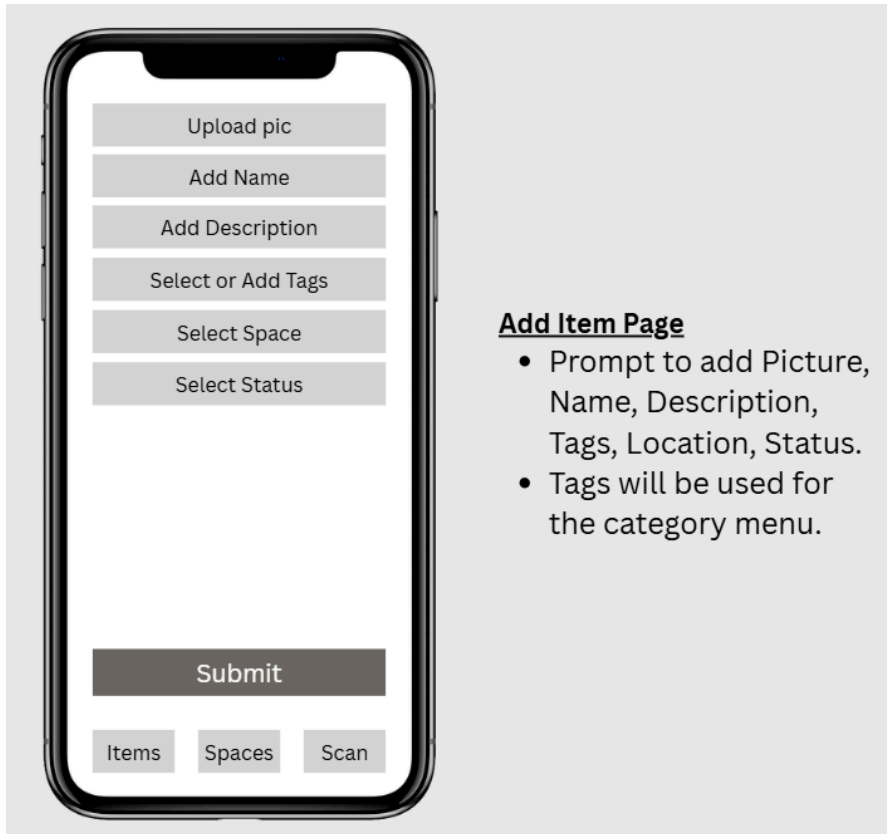 Upload pic
Add Name
Add Description
Select or Add Tags
Select Space
Select Status
Submit
Items Spaces Scan
Add Item Page
• Prompt to add Picture,
Name, Description,
Tags, Location, Status.
• Tags will be used for
the category menu.